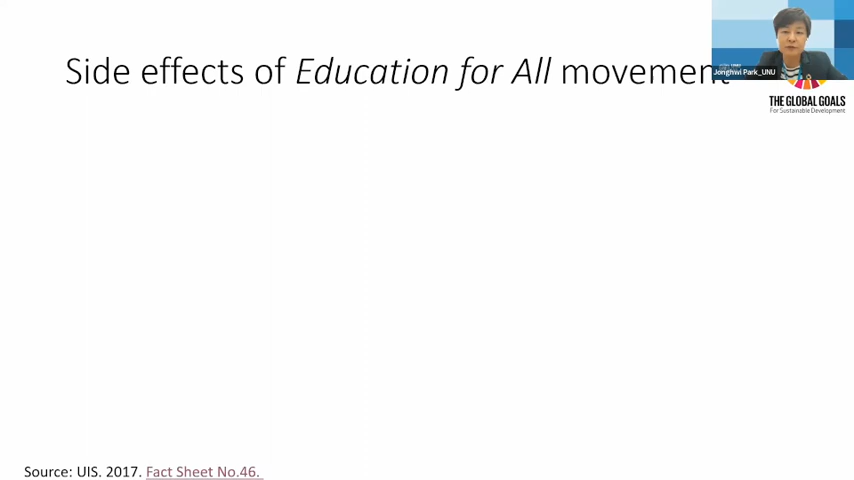 Side effects of Education for All movement
Jonghwi Park_UNU
THE GLOBAL GOALS
For Sustainable Development
Source: UIS. 2017. Fact Sheet No.46.